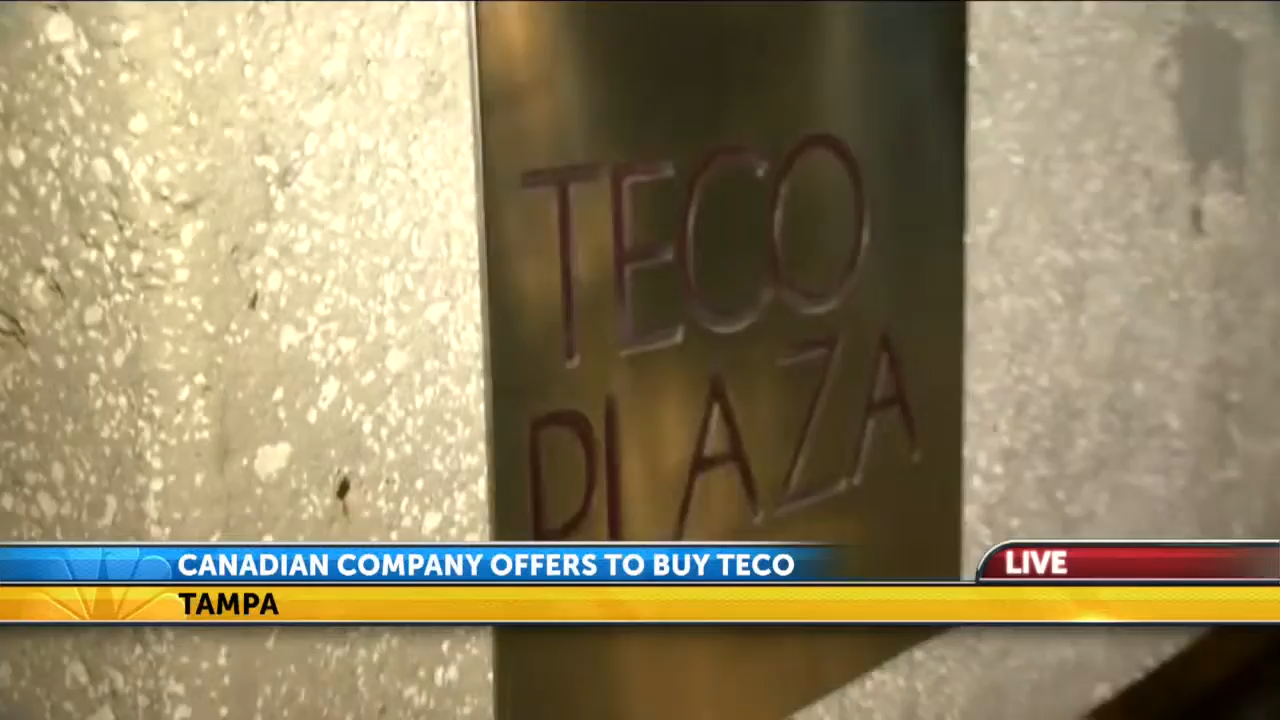 TECO
PLAZA
CANADIAN COMPANY OFFERS TO BUY TECO
LIVE
TAMPA